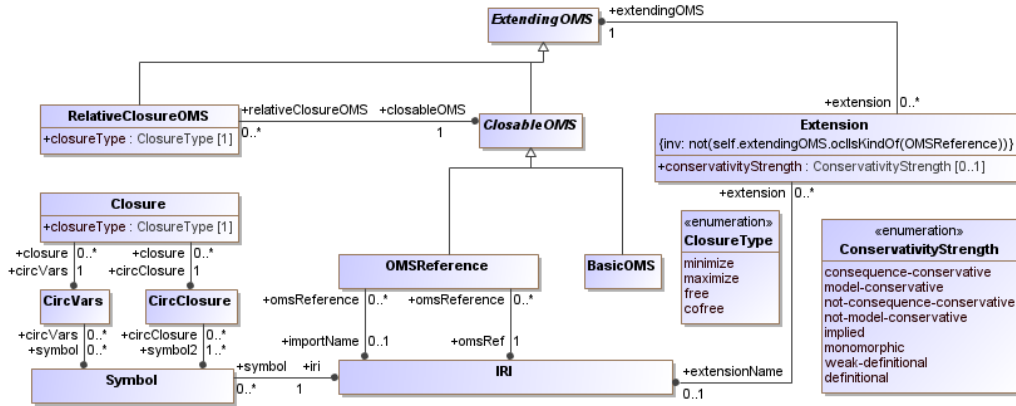 ExtendingOMS
+extendingOMS
1
RelativeClosureOMS
+closureType : ClosureType [1]
+relativeClosureOMS
0..*
+closableOMS
1
ClosableOMS
+extension
0..*
Extension
{inv: not(self.extendingOMS.oclIsKindOf(OMSReference))}
+conservativityStrength : ConservativityStrength [0..1]
+extension
0..*
Closure
+closureType : ClosureType [1]
+closure
0..*
+closure
0..*
+circVars
1
+circClosure
1
CircVars
CircClosure
+circVars
0..*
+circClosure
0..*
+symbol
0..*
+symbol2
1..*
Symbol
+symbol
0..*
+iri
1
OMSReference
BasicOMS
+omsReference
0..*
+omsReference
0..*
+importName
0..1
+omsRef
1
IRI
+extensionName
0..1
«enumeration»
ClosureType
minimize
maximize
free
cofree
«enumeration»
ConservativityStrength
consequence-conservative
model-conservative
not-consequence-conservative
not-model-conservative
implied
monomorphic
weak-definitional
definitional